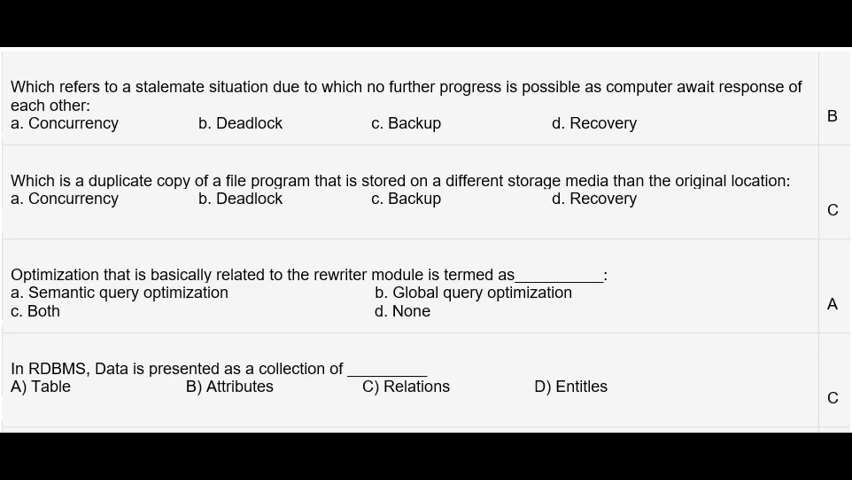 Which refers to a stalemate situation due to which no further progress is possible as computer await response of
each other:
a. Concurrency b. Deadlock c. Backup d. Recovery
B
Which is a duplicate copy of a file program that is stored on a different storage media than the original location:
a. Concurrency b. Deadlock c. Backup d. Recovery
C
Optimization that is basically related to the rewriter module is termed as__________:
a. Semantic query optimization b. Global query optimization
c. Both d. None
A
In RDBMS, Data is presented as a collection of _________
A) Table B) Attributes C) Relations D) Entitles
C